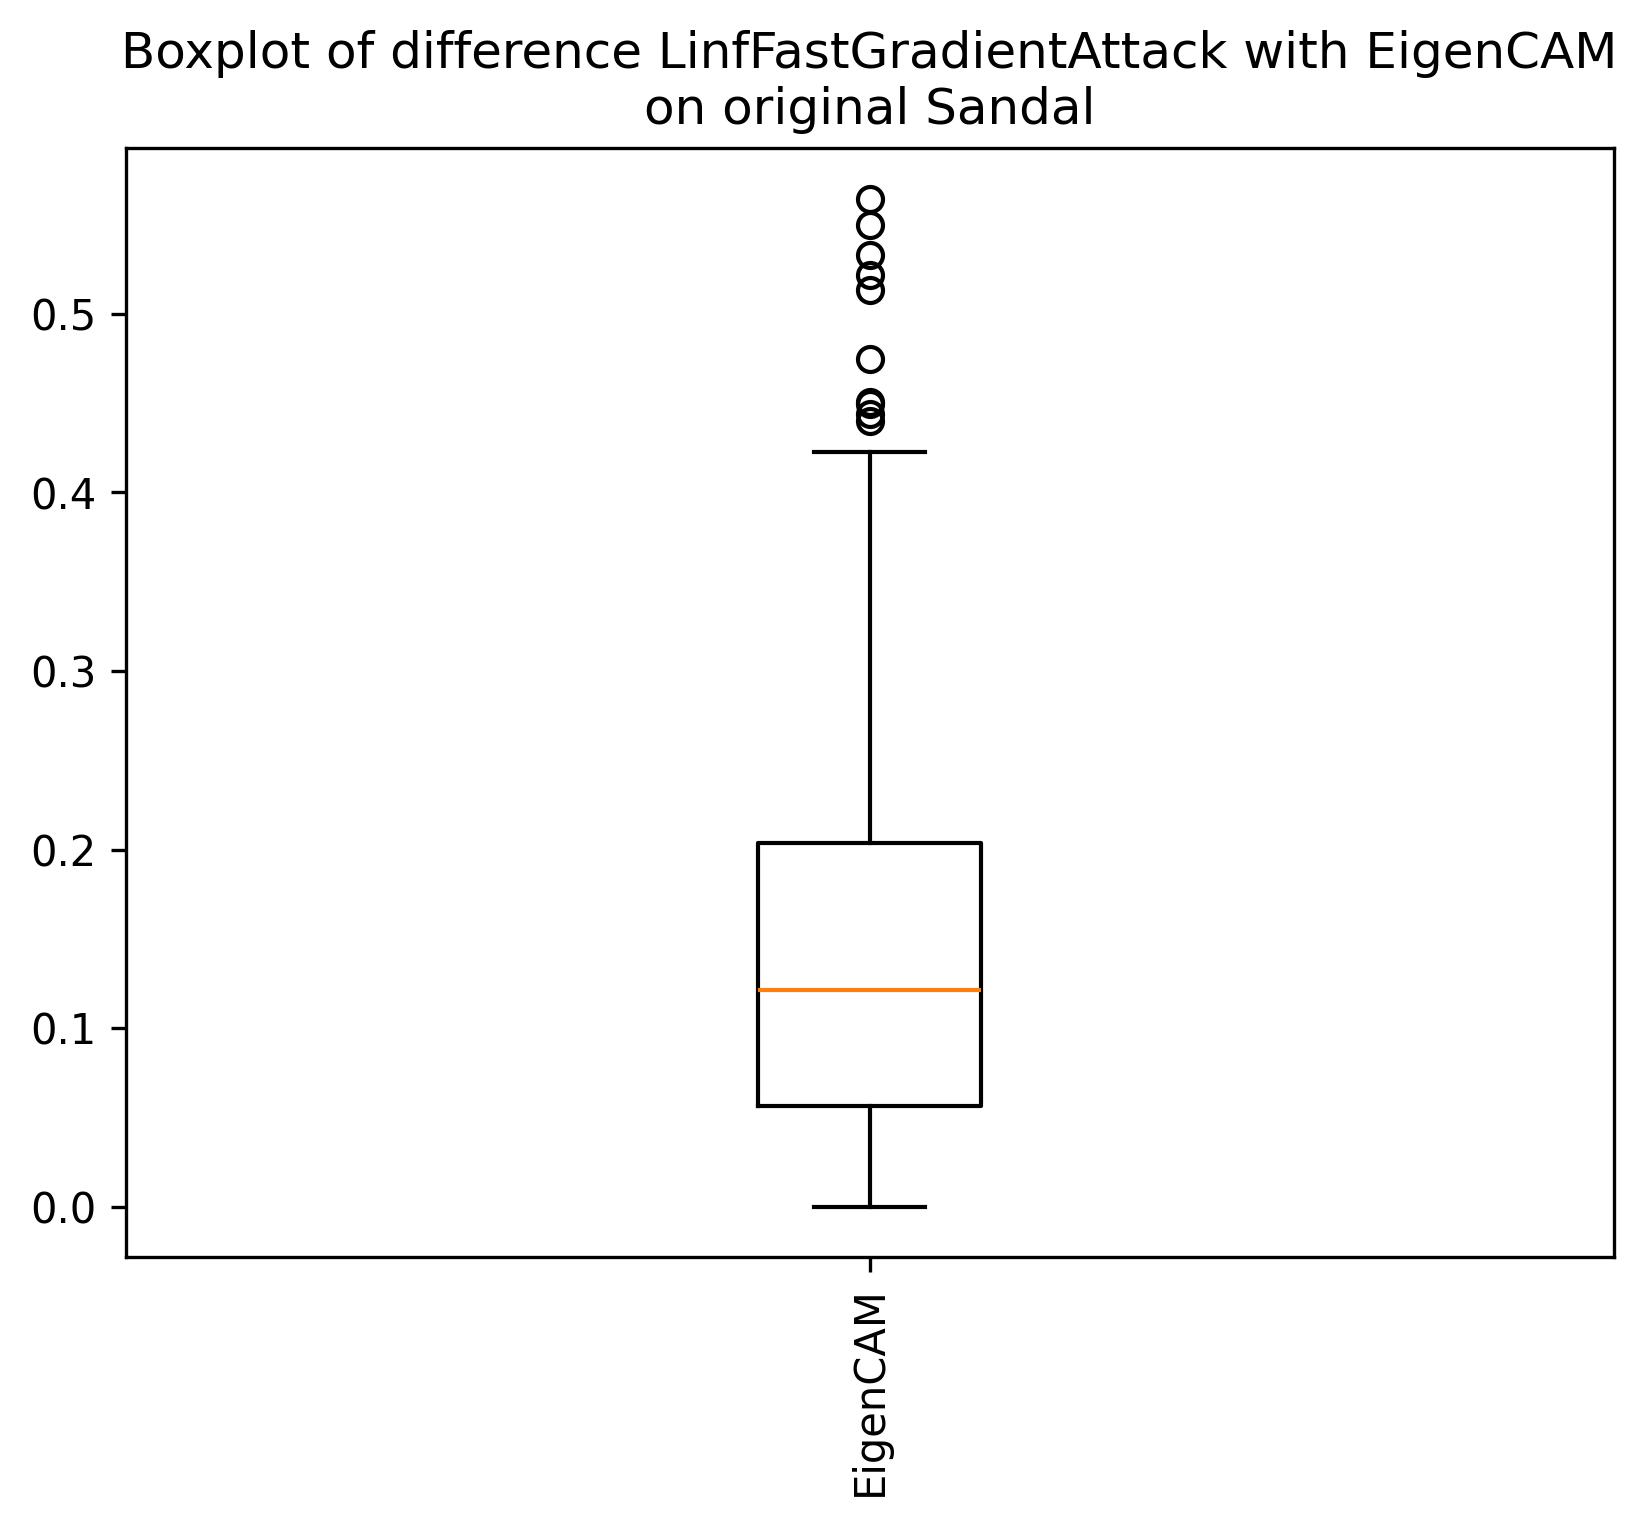 Boxplot of difference LinfFastGradientAttack with EigenCAM
on original Sandal
0.5
0.4
0.3
0.2
0.1
0.0
EigenCAM